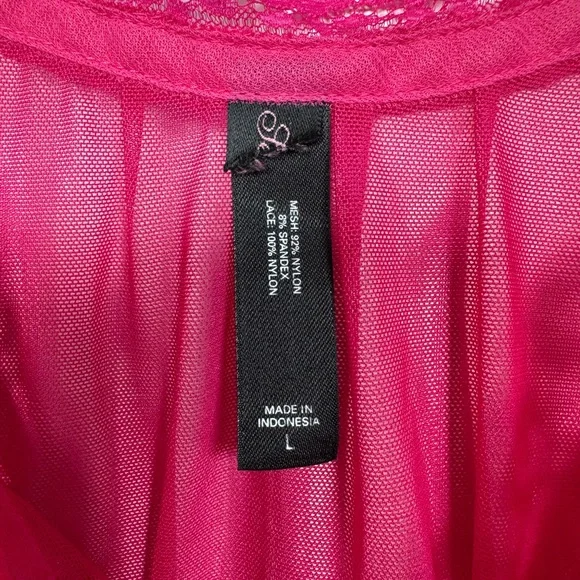 MESH: 92% NYLON
8% SPANDEX
LACE: 100% NYLON
MADE IN
INDONESIA
L